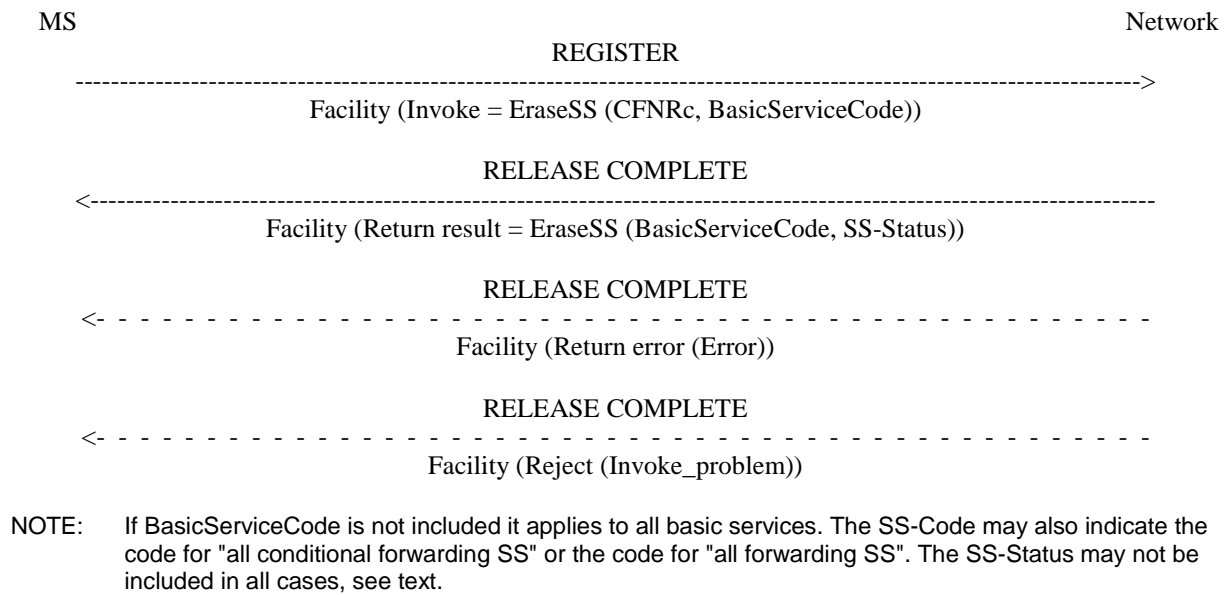 MS Network
REGISTER
------------------------------------------------------------------------------------------------------------------------>
Facility (Invoke = EraseSS (CFNRc, BasicServiceCode))
RELEASE COMPLETE
<------------------------------------------------------------------------------------------------------------------------
Facility (Return result = EraseSS (BasicServiceCode, SS-Status))
RELEASE COMPLETE
<- - - - - - - - - - - - - - - - - - - - - - - - - - - - - - - - - - - - - - - - - - - - - - -
Facility (Return error (Error))
RELEASE COMPLETE
<- - - - - - - - - - - - - - - - - - - - - - - - - - - - - - - - - - - - - - - - - - - - - - -
Facility (Reject (Invoke_problem))
NOTE: If BasicServiceCode is not included it applies to all basic services. The SS-Code may also indicate the
code for "all conditional forwarding SS" or the code for "all forwarding SS". The SS-Status may not be
included in all cases, see text.